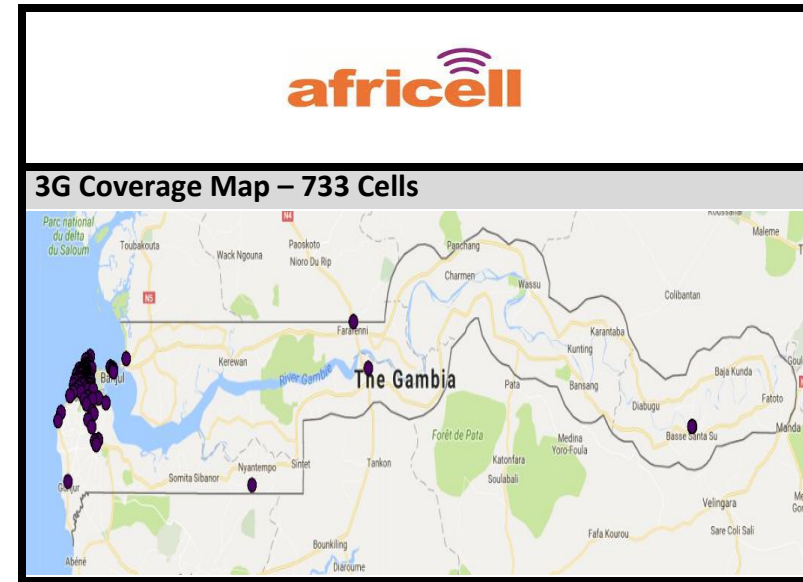 africell
3G Coverage Map – 733 Cells
Parc national
du delta
du Saloum
Toubakouta
N4
Wack Ngouna
Paoskoto
Nioro Du Rip
Panchang
Charmen
Wassu
Maleme
Colibantan
N5
Farafenni
Karantaba
Kunting
Kerewan
River Gambia
The Gambia
Pata
Bansang
Baja Kunda
Diabugu
Fatoto
Basse Santa Su
Manda
Forêt de Pata
Medina
Yoro-Foula
Katonfara
Soulabali
Nyantempo
Sintet
Tankon
Somita Sibanor
Velingara
Fafa Kourou
Sare Coli Sali
Bounkiling
Diaroume
Abéné